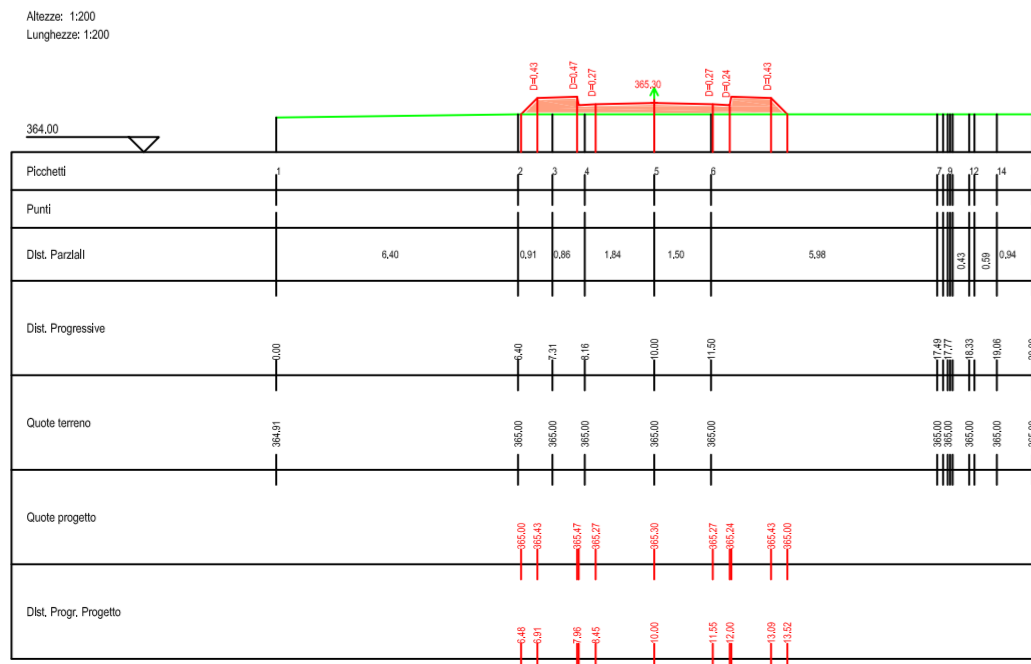 Altezze: 1:200
Lunghezze: 1:200
D=0,43 D=0,47 D=0,27 365,30 D=0,27 D=0,24 D=0,43
364.00
Picchetti 1 2 3 4 5 6 7 9 12 14
Punti
Dist. Parziali 6,40 0,91 0,86 1,84 1,50 5,98 0,43 0,59 0,94
Dist. Progressive 0.00 6.40 7.31 8.16 10.00 11.50 17.49 17.77 18.33 19.06
Quote terreno 364.91 365.00 365.00 365.00 365.00 365.00 365.00 365.00 365.00 365.00
Quote progetto 365.00 365.43 365.47 365.27 365.30 365.27 365.24 365.43 365.00
Dist. Progr. Progetto 6.48 6.91 7.96 8.45 10.00 11.55 12.00 13.09 13.52